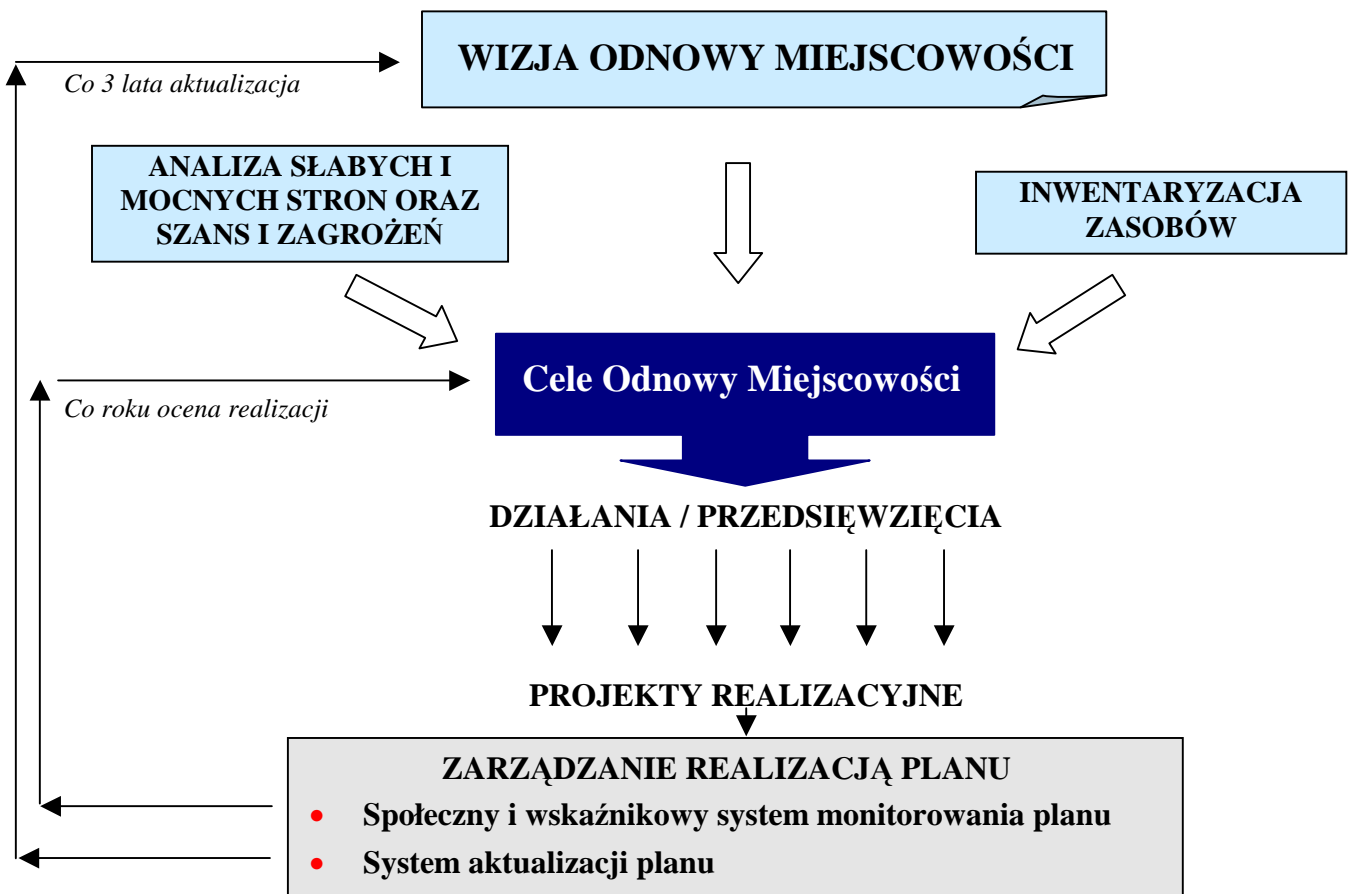 WIZJA ODNOWY MIEJSCOWOŚCI
Co 3 lata aktualizacja
ANALIZA SŁABYCH I
MOCNYCH STRON ORAZ
SZANS I ZAGROŻEŃ
INWENTARYZACJA
ZASOBÓW
Cele Odnowy Miejscowości
Co roku ocena realizacji
DZIAŁANIA / PRZEDSIĘWZIĘCIA
PROJEKTY REALIZACYJNE
ZARZĄDZANIE REALIZACJĄ PLANU
• Społeczny i wskaźnikowy system monitorowania planu
• System aktualizacji planu